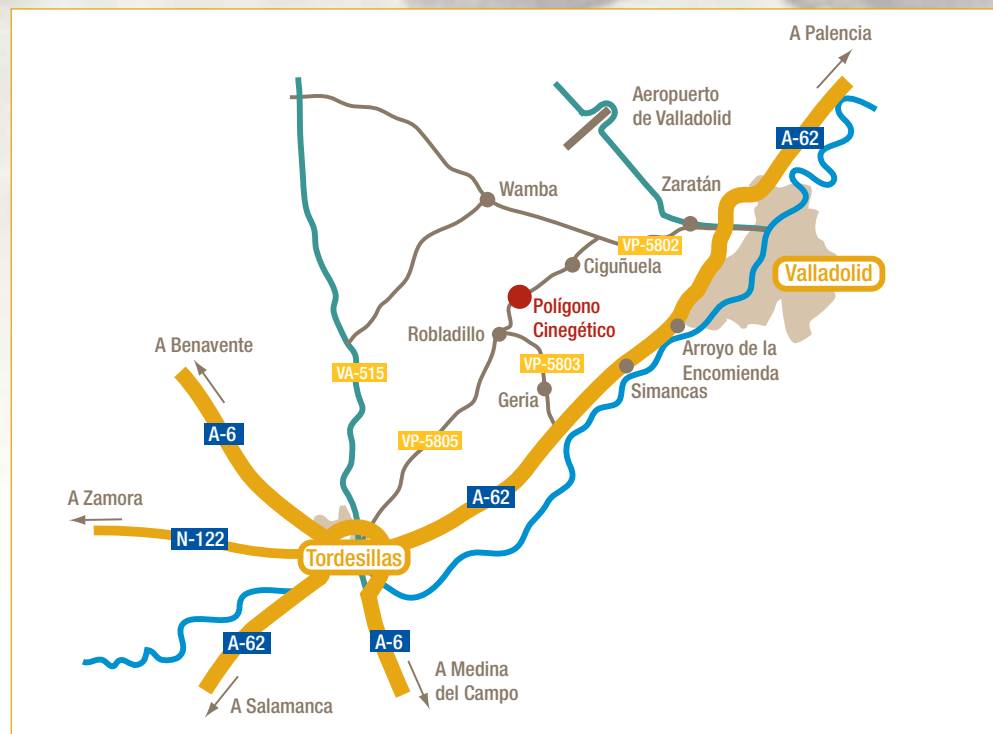 A Palencia
Aeropuerto
de Valladolid
A-62
Zaratán
Wamba
VP-5802
Ciguñuela
Valladolid
Polígono
Cinegético
Robladillo
A Benavente
Arroyo de la
Encomienda
VP-5803
VA-515
Simancas
Geria
A-6
VP-5805
A Zamora
A-62
N-122
Tordesillas
A-62
A-6
A Medina
del Campo
A Salamanca